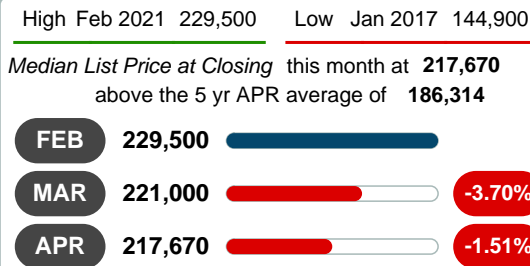 High Feb 2021 229,500 Low Jan 2017 144,900
Median List Price at Closing this month at 217,670
above the 5 yr APR average of 186,314
FEB 229,500
MAR 221,000 -3.70%
APR 217,670 -1.51%